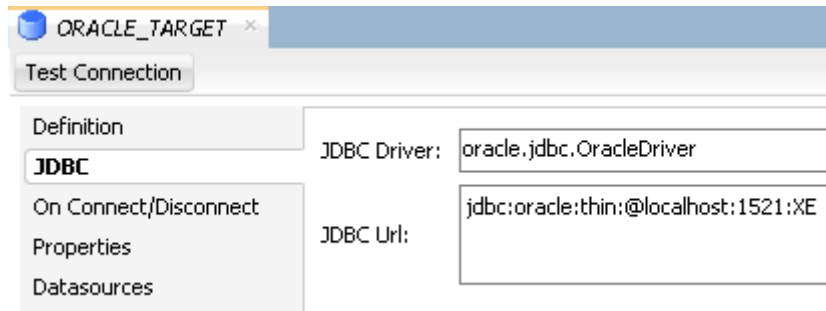 ORACLE_TARGET ×
Test Connection
Definition
JDBC
On Connect/Disconnect
Properties
Datasources
JDBC Driver: oracle.jdbc.OracleDriver
JDBC Url: jdbc:oracle:thin:@localhost:1521:XE